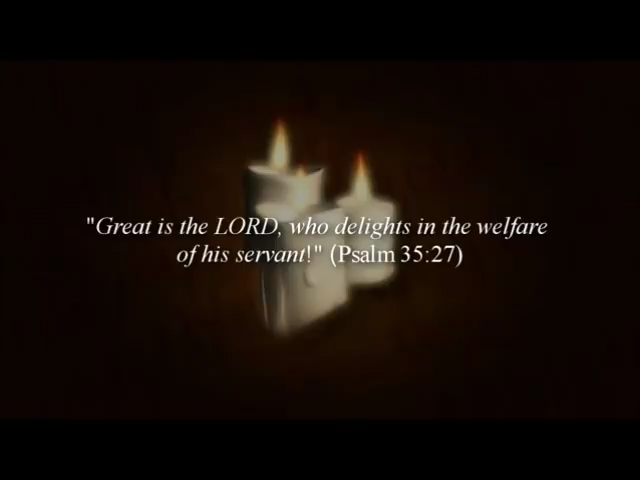 "Great is the LORD, who delights in the welfare
of his servant!" (Psalm 35:27)